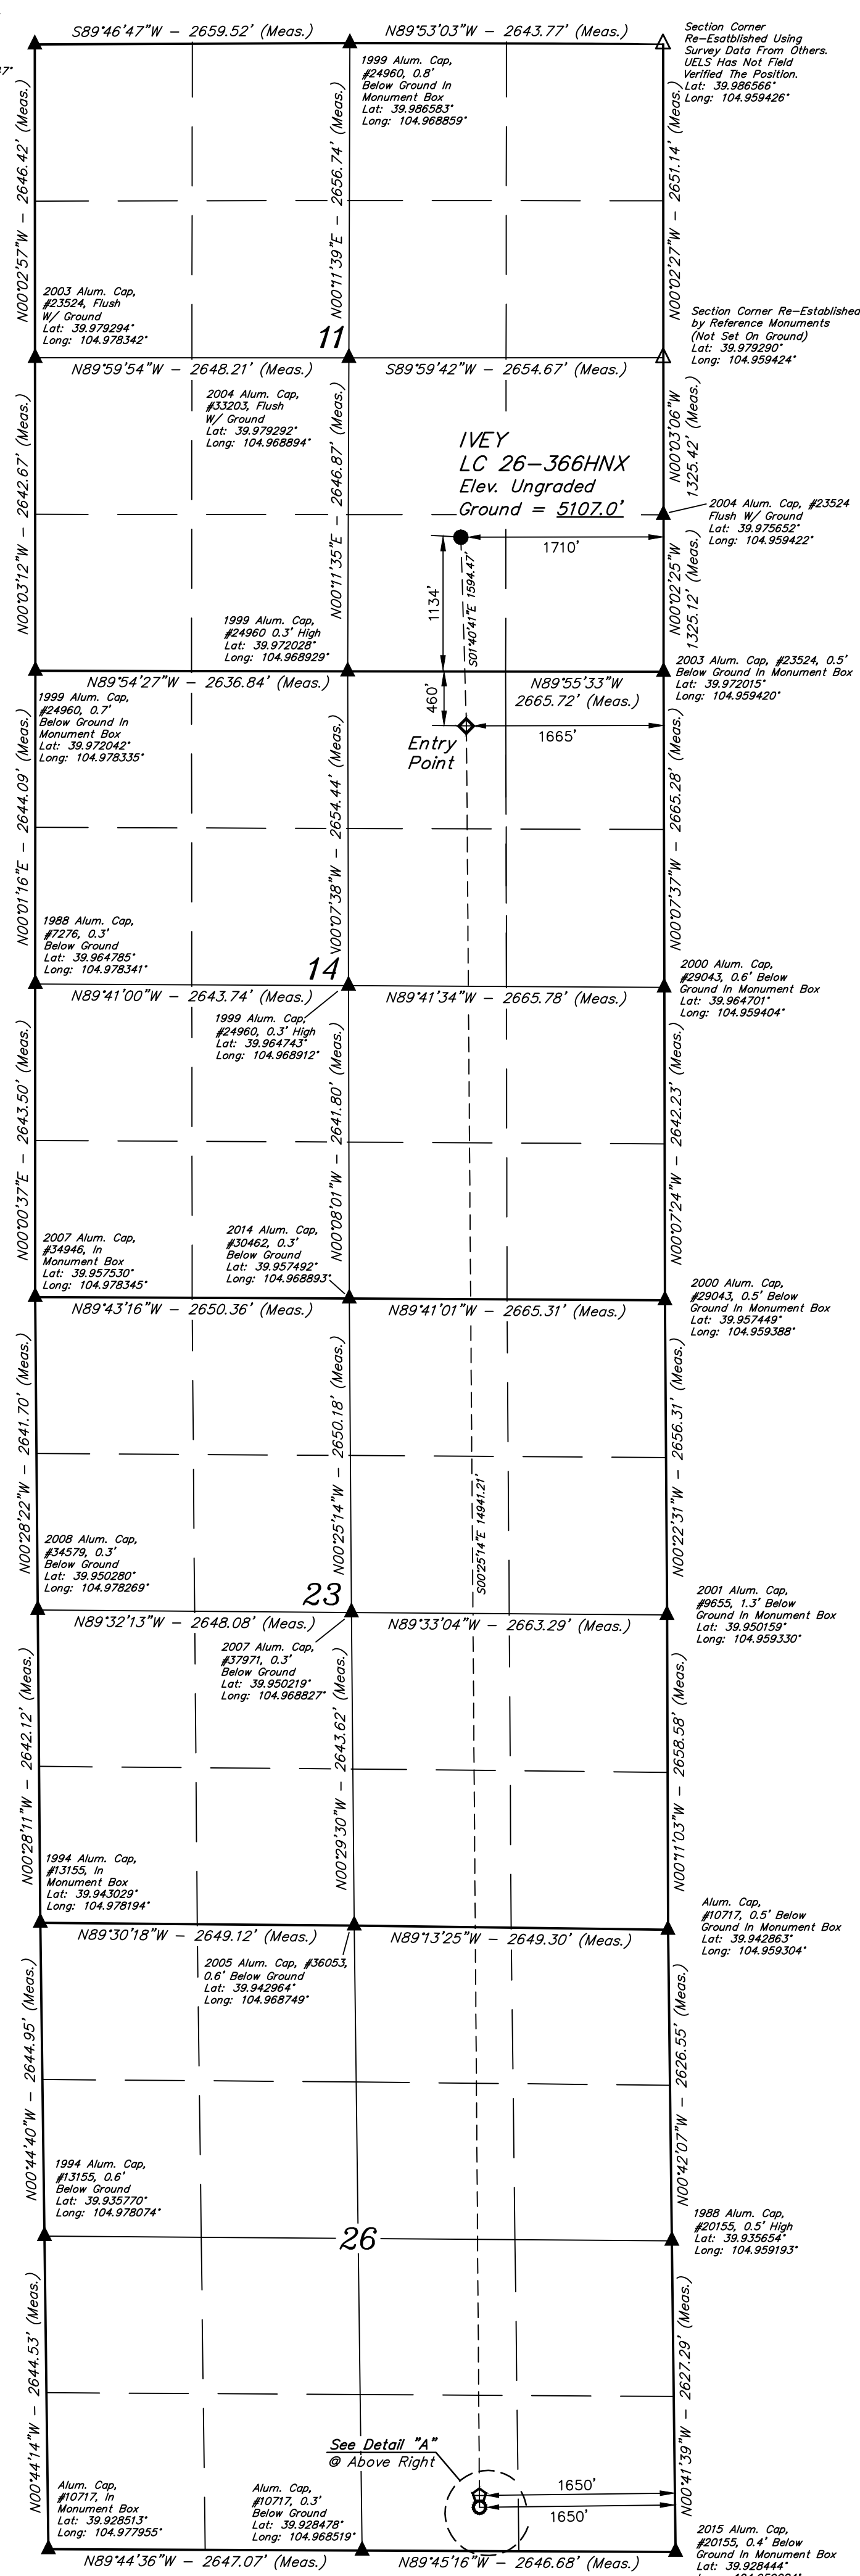 S89°46'47"W - 2659.52' (Meas.)
N89°53'03"W - 2643.77' (Meas.)
Section Corner
Re-Esatblished Using
Survey Data From Others.
UELS Has Not Field
Verified The Position.
Lat: 39.986566°
Long: 104.959426°
1999 Alum. Cap,
#24960, 0.8'
Below Ground In
Monument Box
Lat: 39.986583°
Long: 104.968859°
N00°02'57"W - 2646.42' (Meas.)
N00°11'39"E - 2656.74' (Meas.)
N00°02'27"W - 2651.14' (Meas.)
2003 Alum. Cap,
#23524, Flush
W/ Ground
Lat: 39.979294°
Long: 104.978342°
11
Section Corner Re-Established
by Reference Monuments
(Not Set On Ground)
Lat: 39.979290°
Long: 104.959424°
N89°59'54"W - 2648.21' (Meas.)
S89°59'42"W - 2654.67' (Meas.)
2004 Alum. Cap,
#33203, Flush
W/ Ground
Lat: 39.979292°
Long: 104.968894°
N00°03'12"W - 2642.67' (Meas.)
N00°11'35"E - 2646.87' (Meas.)
N00°03'06"W
1325.42' (Meas.)
IVEY
LC 26-366HNX
Elev. Ungraded
Ground = 5107.0'
2004 Alum. Cap, #23524
Flush W/ Ground
Lat: 39.975652°
Long: 104.959422°
1710'
1134'
S01°40'41"E 1594.47'
N00°02'25"W
1325.12' (Meas.)
1999 Alum. Cap,
#24960 0.3' High
Lat: 39.972028°
Long: 104.968929°
2003 Alum. Cap, #23524, 0.5'
Below Ground In Monument Box
Lat: 39.972015°
Long: 104.959420°
N89°54'27"W - 2636.84' (Meas.)
N89°55'33"W
2665.72' (Meas.)
1999 Alum. Cap,
#24960, 0.7'
Below Ground In
Monument Box
Lat: 39.972042°
Long: 104.978335°
460'
1665'
Entry
Point
N00°01'16"E - 2644.09' (Meas.)
N00°07'38"W - 2654.44' (Meas.)
N00°07'37"W - 2665.28' (Meas.)
1988 Alum. Cap,
#7276, 0.3'
Below Ground
Lat: 39.964785°
Long: 104.978341°
14
2000 Alum. Cap,
#29043, 0.6' Below
Ground In Monument Box
Lat: 39.964701°
Long: 104.959404°
N89°41'00"W - 2643.74' (Meas.)
N89°41'34"W - 2665.78' (Meas.)
1999 Alum. Cap,
#24960, 0.3' High
Lat: 39.964743°
Long: 104.968912°
N00°00'37"E - 2643.50' (Meas.)
N00°08'01"W - 2641.80' (Meas.)
N00°07'24"W - 2642.23' (Meas.)
2007 Alum. Cap,
#34946, In
Monument Box
Lat: 39.957530°
Long: 104.978345°
2014 Alum. Cap,
#30462, 0.3'
Below Ground
Lat: 39.957492°
Long: 104.968893°
2000 Alum. Cap,
#29043, 0.5' Below
Ground In Monument Box
Lat: 39.957449°
Long: 104.959388°
N89°43'16"W - 2650.36' (Meas.)
N89°41'01"W - 2665.31' (Meas.)
N00°28'22"W - 2641.70' (Meas.)
N00°25'14"W - 2650.18' (Meas.)
S00°25'14"E 14941.21'
N00°22'31"W - 2656.31' (Meas.)
2008 Alum. Cap,
#34579, 0.3'
Below Ground
Lat: 39.950280°
Long: 104.978269°
23
2001 Alum. Cap,
#9655, 1.3' Below
Ground In Monument Box
Lat: 39.950159°
Long: 104.959330°
N89°32'13"W - 2648.08' (Meas.)
N89°33'04"W - 2663.29' (Meas.)
2007 Alum. Cap,
#37971, 0.3'
Below Ground
Lat: 39.950219°
Long: 104.968827°
N00°28'11"W - 2642.12' (Meas.)
N00°29'30"W - 2643.62' (Meas.)
N00°11'03"W - 2658.58' (Meas.)
1994 Alum. Cap,
#13155, In
Monument Box
Lat: 39.943029°
Long: 104.978194°
Alum. Cap,
#10717, 0.5' Below
Ground In Monument Box
Lat: 39.942863°
Long: 104.959304°
N89°30'18"W - 2649.12' (Meas.)
N89°13'25"W - 2649.30' (Meas.)
2005 Alum. Cap, #36053,
0.6' Below Ground
Lat: 39.942964°
Long: 104.968749°
N00°44'40"W - 2644.95' (Meas.)
N00°42'07"W - 2626.55' (Meas.)
1994 Alum. Cap,
#13155, 0.6'
Below Ground
Lat: 39.935770°
Long: 104.978074°
26
1988 Alum. Cap,
#20155, 0.5' High
Lat: 39.935654°
Long: 104.959193°
N00°44'14"W - 2644.53' (Meas.)
N00°41'39"W - 2627.29' (Meas.)
See Detail "A"
@ Above Right
1650'
1650'
Alum. Cap,
#10717, In
Monument Box
Lat: 39.928513°
Long: 104.977955°
Alum. Cap,
#10717, 0.3'
Below Ground
Lat: 39.928478°
Long: 104.968519°
2015 Alum. Cap,
#20155, 0.4' Below
Ground In Monument Box
Lat: 39.928444°
N89°44'36"W - 2647.07' (Meas.)
N89°45'16"W - 2646.68' (Meas.)